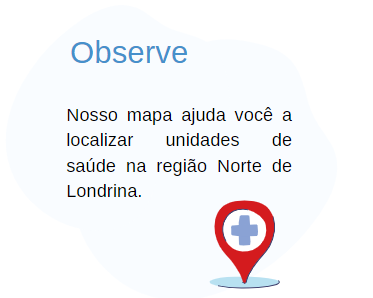 Observe
Nosso mapa ajuda você a
localizar unidades de
saúde na região Norte de
Londrina.